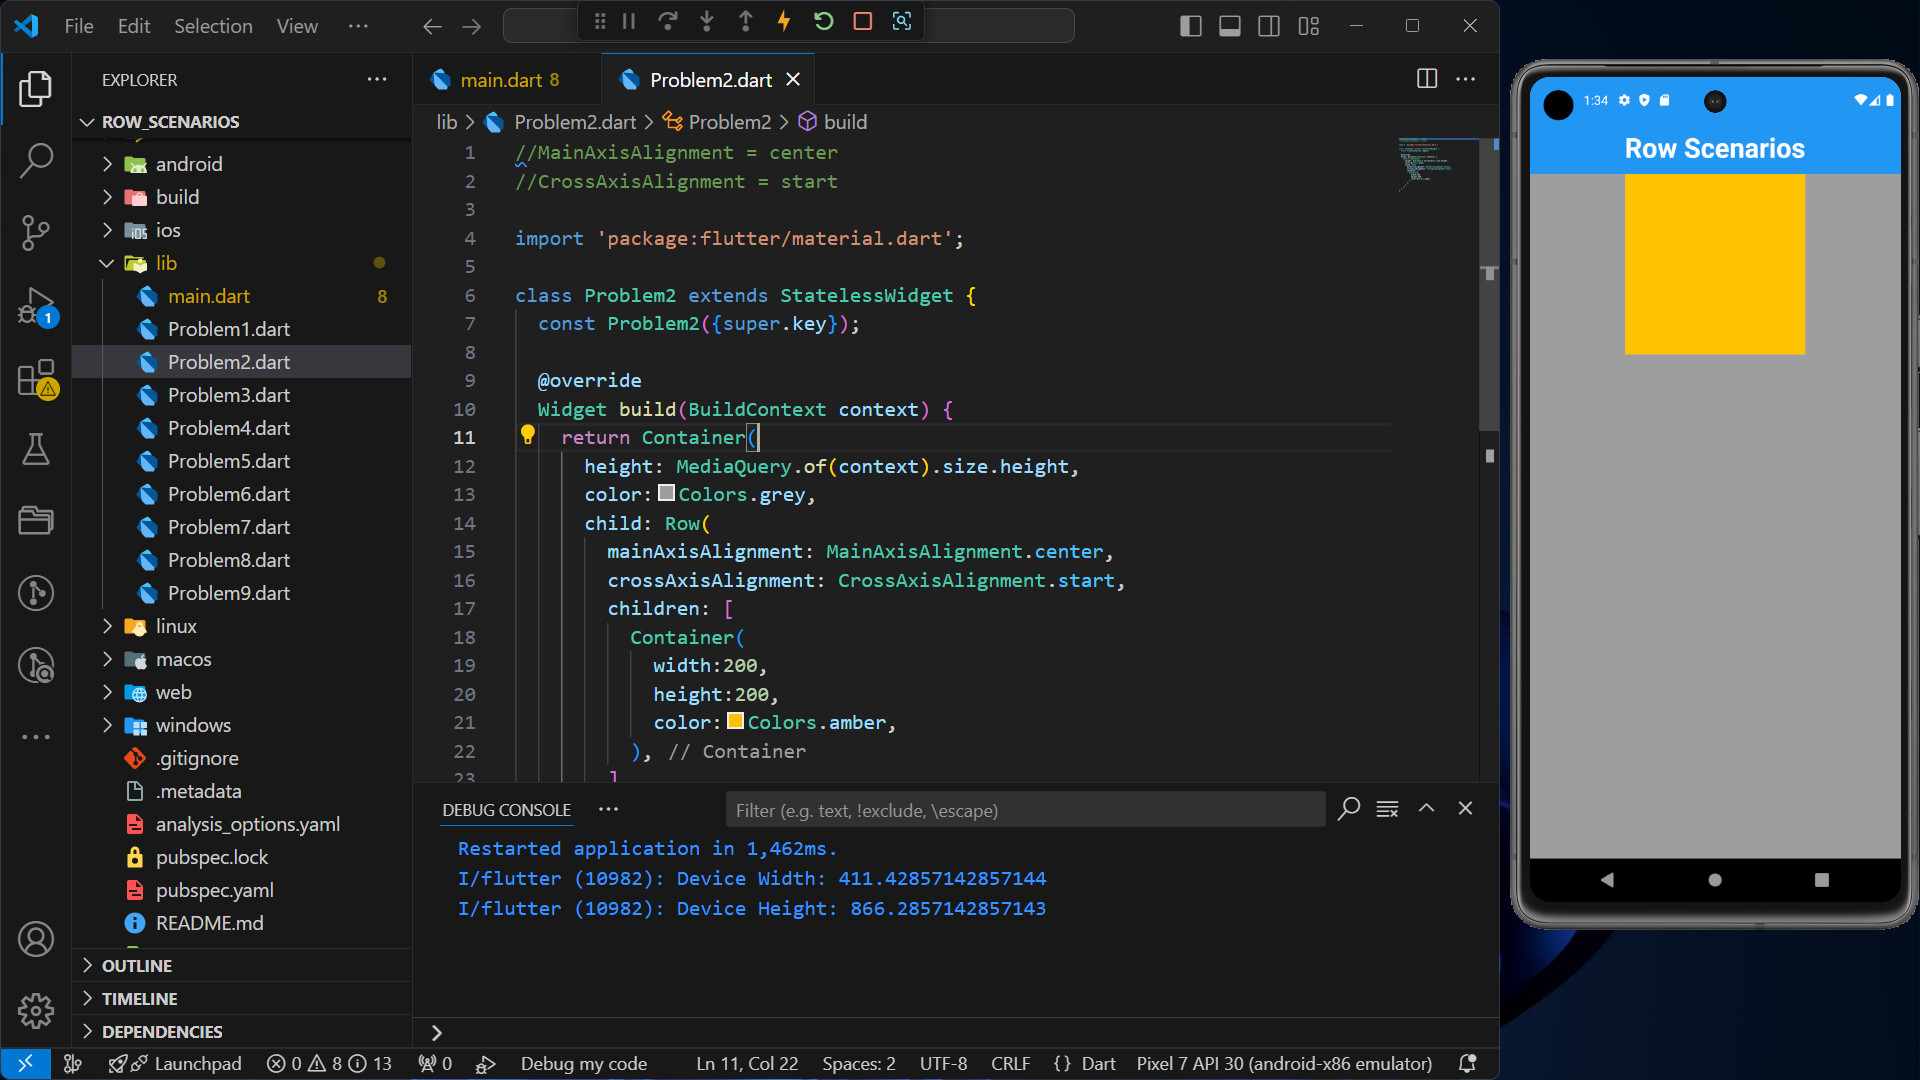 File Edit Selection View
EXPLORER
ROW_SCENARIOS
android
build
ios
lib
main.dart 8
Problem1.dart
Problem2.dart
Problem3.dart
Problem4.dart
Problem5.dart
Problem6.dart
Problem7.dart
Problem8.dart
Problem9.dart
linux
macos
web
windows
.gitignore
.metadata
analysis_options.yaml
pubspec.lock
pubspec.yaml
README.md
OUTLINE
TIMELINE
DEPENDENCIES
1
main.dart 8
Problem2.dart
lib > Problem2.dart > Problem2 > build
1 //MainAxisAlignment = center
2 //CrossAxisAlignment = start
3
4 import 'package:flutter/material.dart';
5
6 class Problem2 extends StatelessWidget {
7 const Problem2({super.key});
8
9 @override
10 Widget build(BuildContext context) {
11 return Container(
12 height: MediaQuery.of(context).size.height,
13 color: Colors.grey,
14 child: Row(
15 mainAxisAlignment: MainAxisAlignment.center,
16 crossAxisAlignment: CrossAxisAlignment.start,
17 children: [
18 Container(
19 width:200,
20 height:200,
21 color: Colors.amber,
22 ), // Container
23 ]
DEBUG CONSOLE
Filter (e.g. text, !exclude, \escape)
Restarted application in 1,462ms.
I/flutter (10982): Device Width: 411.42857142857144
I/flutter (10982): Device Height: 866.2857142857143
Launchpad 0 8 13 0 Debug my code Ln 11, Col 22 Spaces: 2 UTF-8 CRLF {} Dart Pixel 7 API 30 (android-x86 emulator)
1:34
Row Scenarios